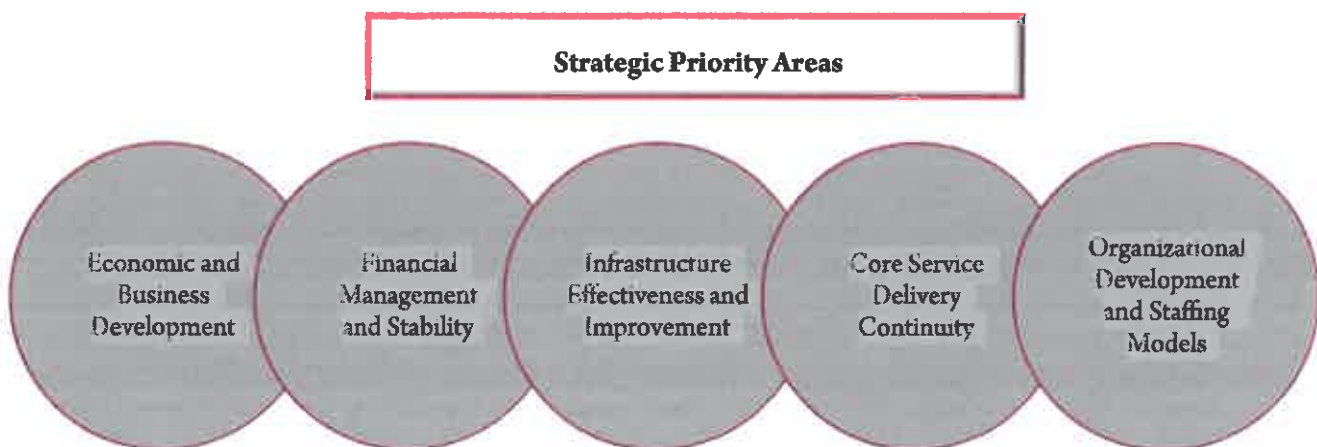 Strategic Priority Areas
Economic and
Business
Development
Financial
Management
and Stability
Infrastructure
Effectiveness and
Improvement
Core Service
Delivery
Continuity
Organizational
Development
and Staffing
Models